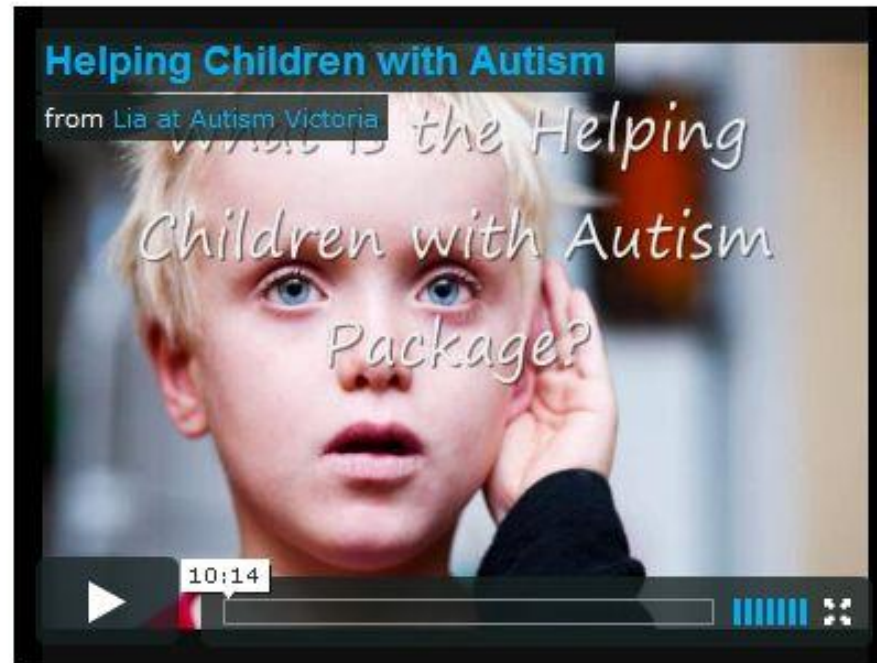 Helping Children with Autism
from Lia at Autism Victoria
What is the Helping
Children with Autism
Package?
10:14